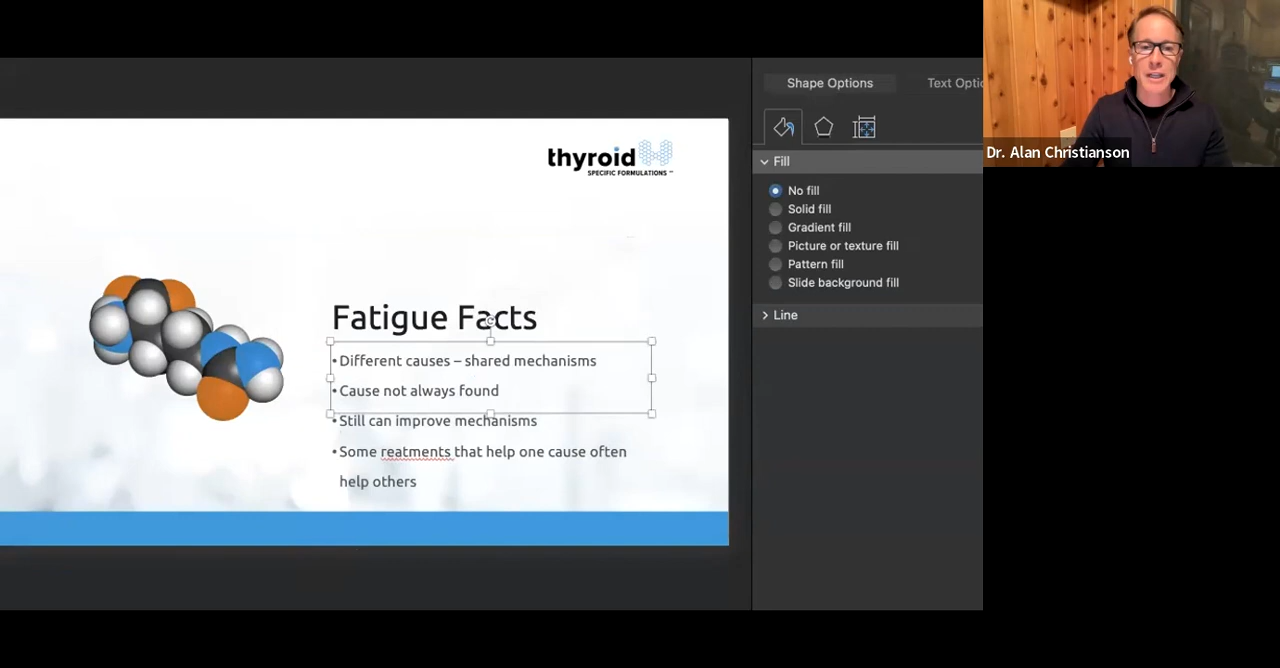 thyroid
SPECIFIC FORMULATIONS
Fatigue Facts
• Different causes – shared mechanisms
• Cause not always found
• Still can improve mechanisms
• Some reatments that help one cause often
help others
Shape Options
Text Optio
Fill
No fill
Solid fill
Gradient fill
Picture or texture fill
Pattern fill
Slide background fill
Line
Dr. Alan Christianson